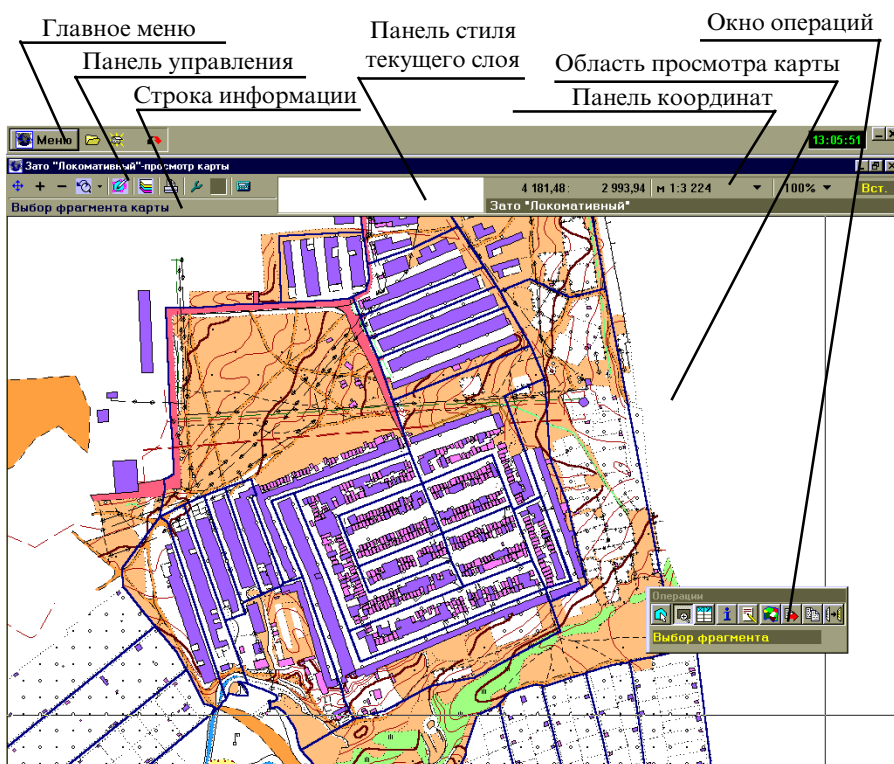 Главное меню
Окно операций
Панель стиля
текущего слоя
Панель управления
Область просмотра карты
Строка информации
Панель координат
Меню
13:05:51
Зато "Локомативный"-просмотр карты
4 181,48:
2 993,94
м 1:3 224
100%
Вст.
Выбор фрагмента карты
Зато "Локомативный"
Операции
Выбор фрагмента